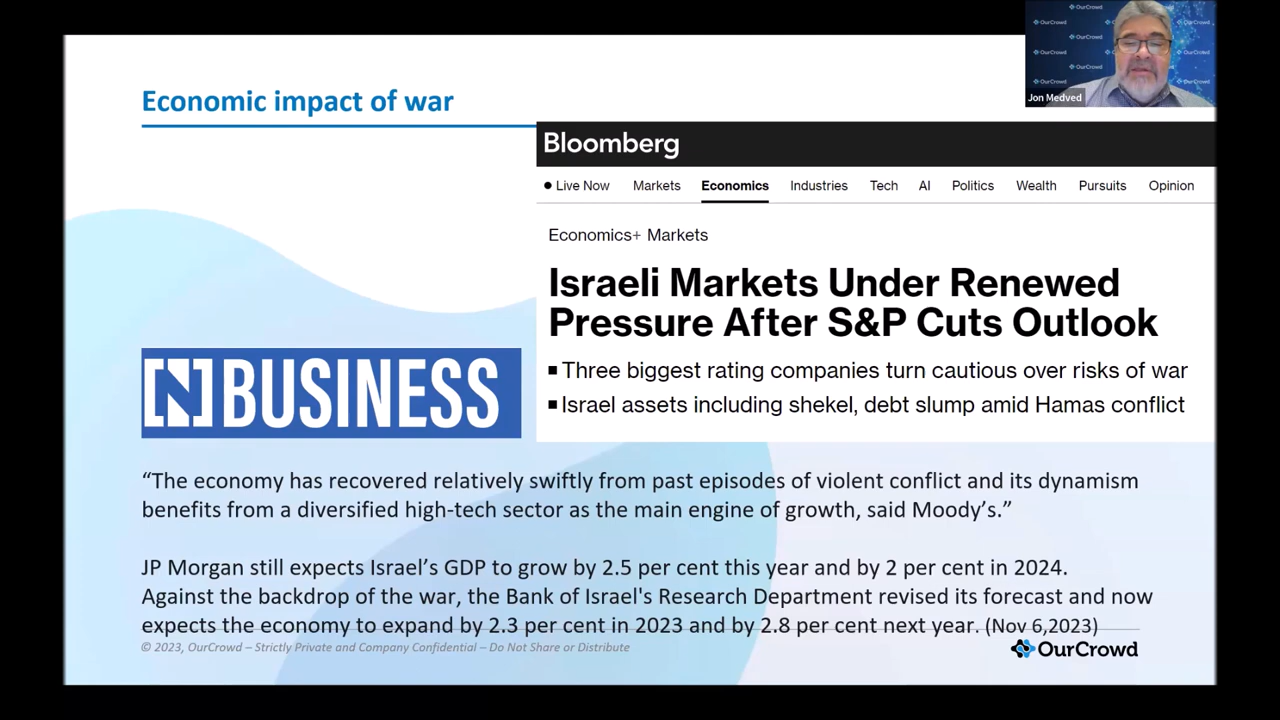 OurCrowd
OurCrowd
OurCrowd
OurCrowd
OurCrowd
OurCrowd
OurCrowd
Jon Medved
Economic impact of war
Bloomberg
● Live Now Markets Economics Industries Tech AI Politics Wealth Pursuits Opinion
Economics+ Markets
Israeli Markets Under Renewed
Pressure After S&P Cuts Outlook
▪ Three biggest rating companies turn cautious over risks of war
▪ Israel assets including shekel, debt slump amid Hamas conflict
[N] BUSINESS
“The economy has recovered relatively swiftly from past episodes of violent conflict and its dynamism
benefits from a diversified high-tech sector as the main engine of growth, said Moody’s.”
JP Morgan still expects Israel’s GDP to grow by 2.5 per cent this year and by 2 per cent in 2024.
Against the backdrop of the war, the Bank of Israel's Research Department revised its forecast and now
expects the economy to expand by 2.3 per cent in 2023 and by 2.8 per cent next year. (Nov 6,2023)
© 2023, OurCrowd – Strictly Private and Company Confidential – Do Not Share or Distribute
OurCrowd